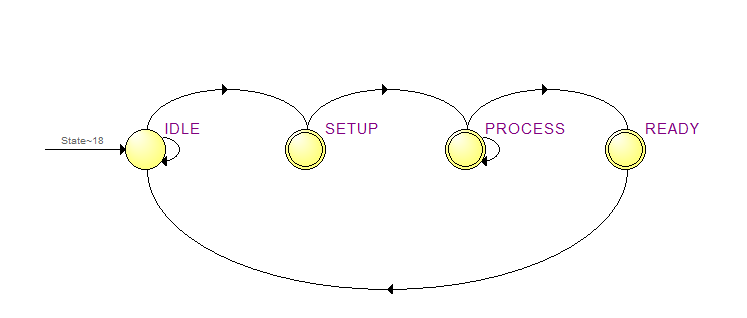 State~18
IDLE
SETUP
PROCESS
READY